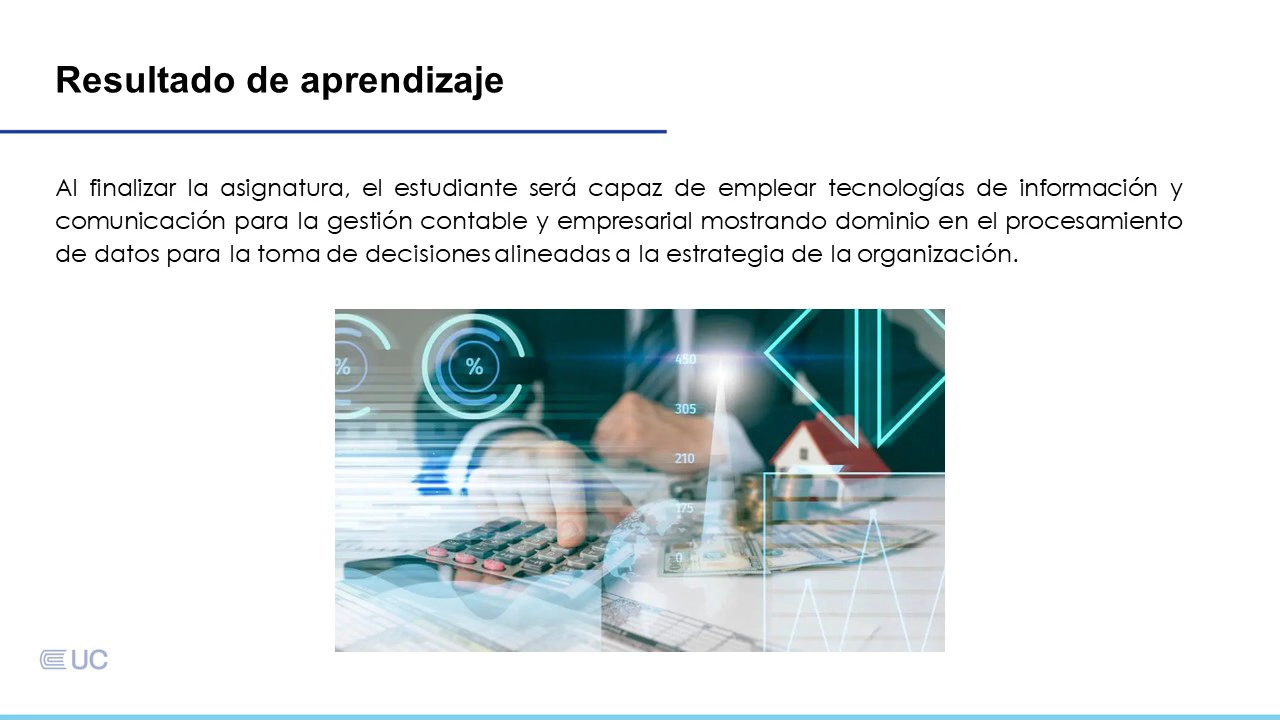 Resultado de aprendizaje
Al finalizar la asignatura, el estudiante será capaz de emplear tecnologías de información y
comunicación para la gestión contable y empresarial mostrando dominio en el procesamiento
de datos para la toma de decisiones alineadas a la estrategia de la organización.
%
%
450
305
210
175
0
UC